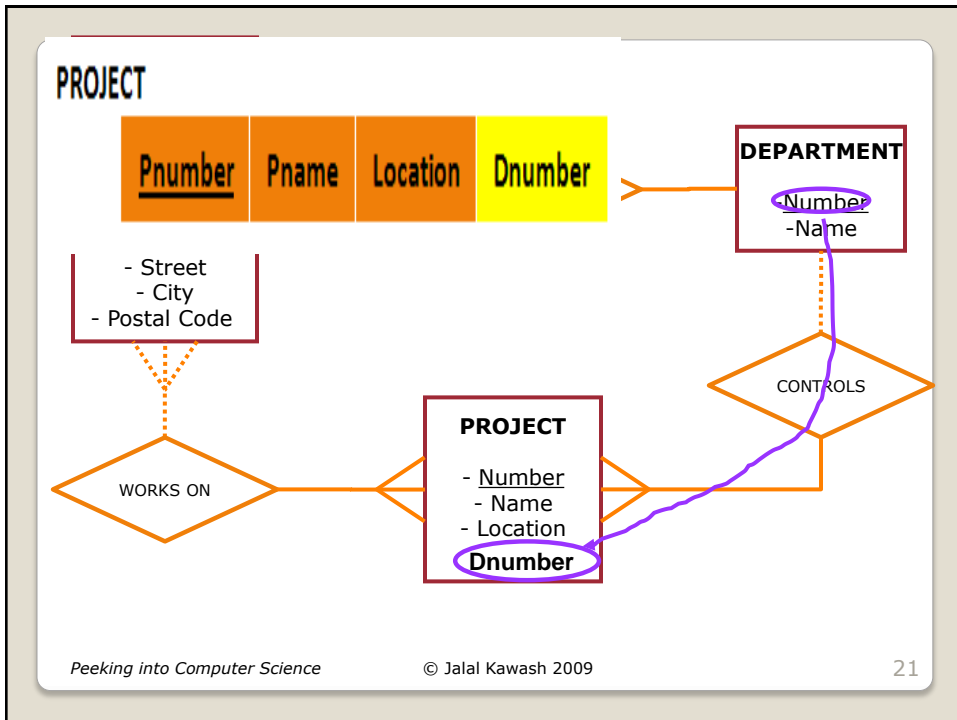 PROJECT
Pnumber Pname Location Dnumber
DEPARTMENT
-Number
-Name
- Street
- City
- Postal Code
CONTROLS
PROJECT
- Number
- Name
- Location
Dnumber
WORKS ON
Peeking into Computer Science © Jalal Kawash 2009 21